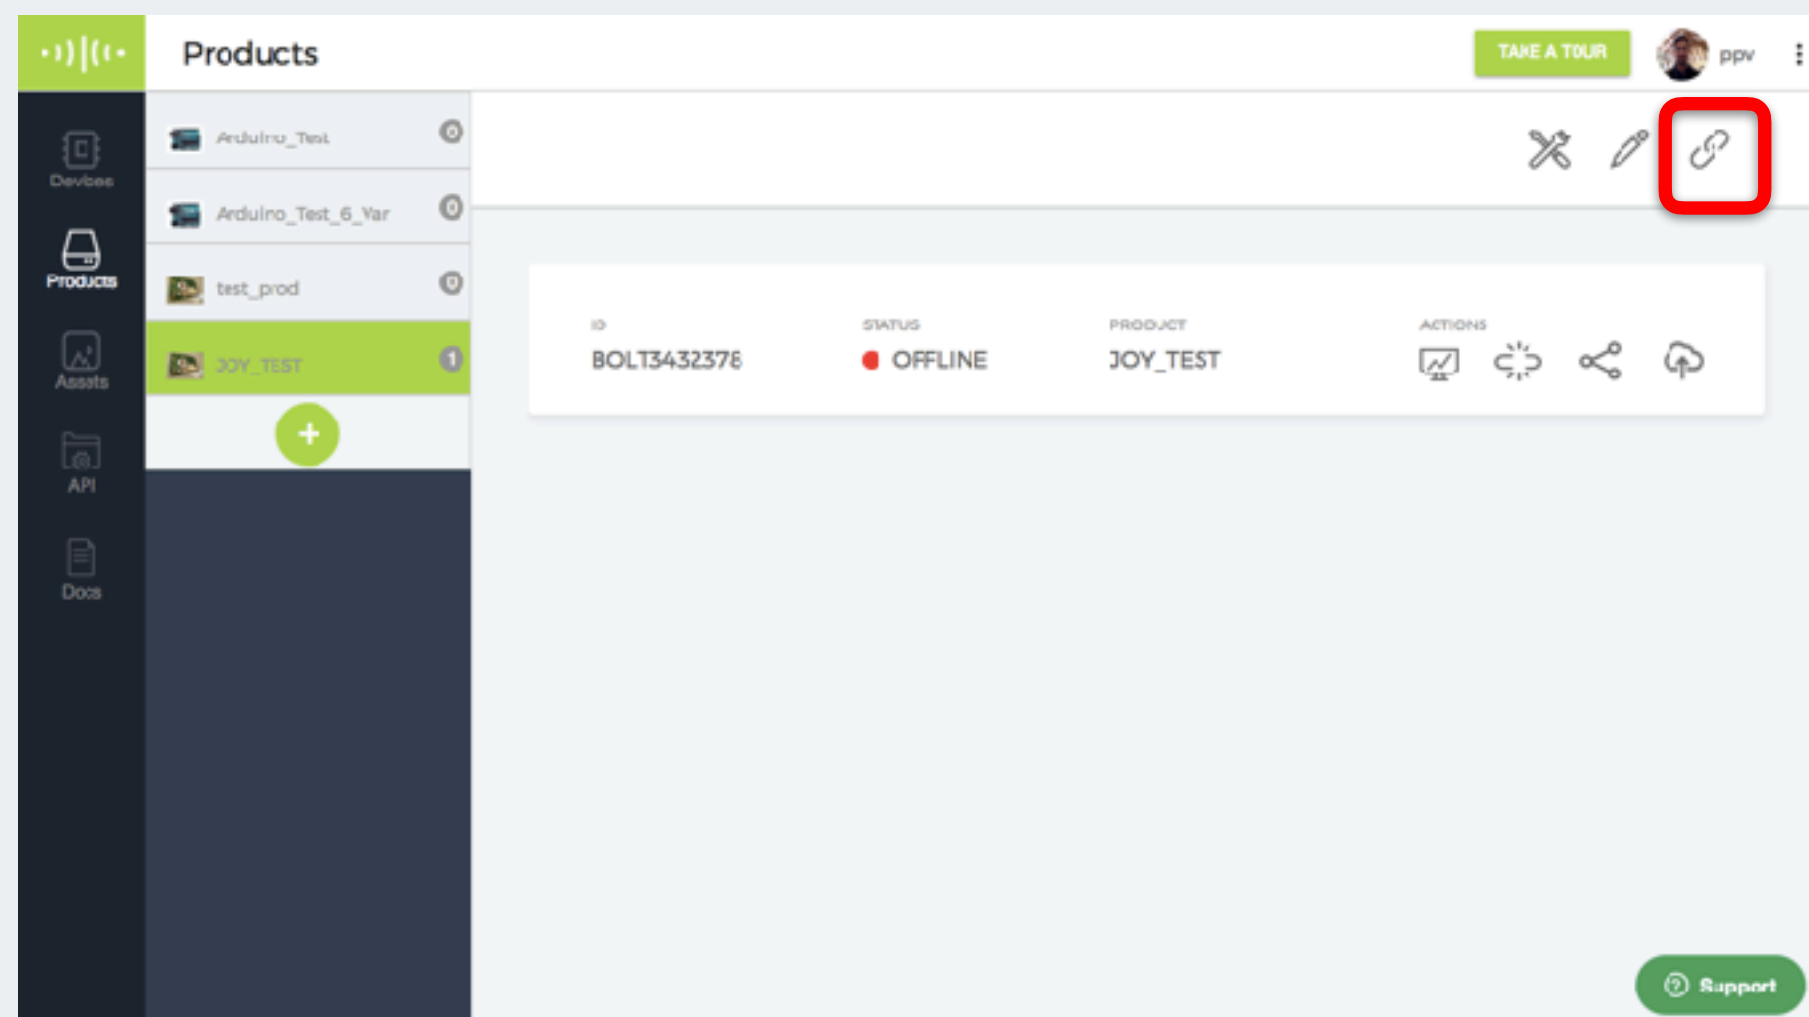 Products
TAKE A TOUR
ppv
Devices
Products
Assets
API
Docs
Arduino_Test 0
Arduino_Test_6_Var 0
test_prod 0
JOY_TEST 1
+
ID STATUS PRODUCT ACTIONS
BOLT3432378 OFFLINE JOY_TEST
Support